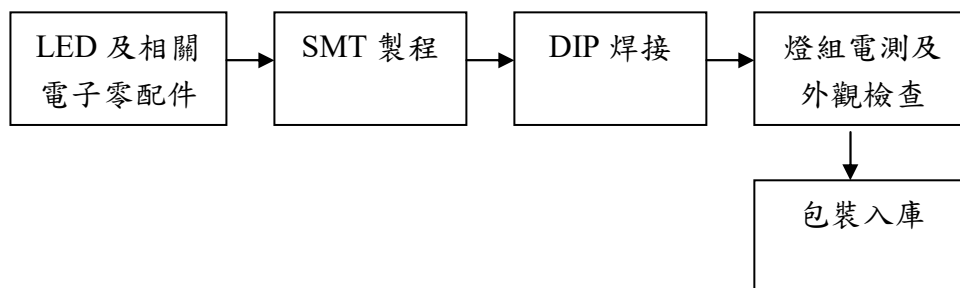 LED 及相關
電子零配件
SMT 製程
DIP 焊接
燈組電測及
外觀檢查
包裝入庫